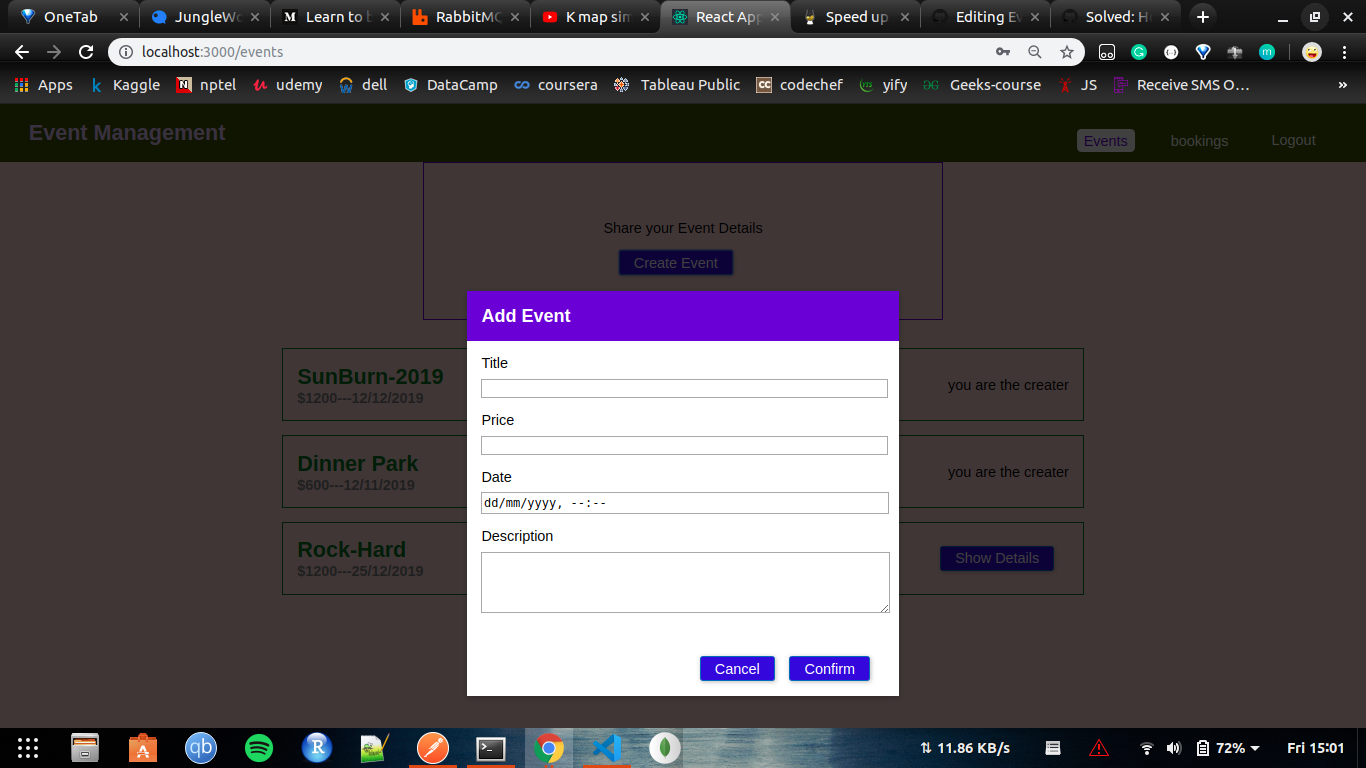 OneTab
JungleWo
M Learn to b
RabbitMQ
K map sim
React App
Speed up
Editing Ev
Solved: Ho
localhost:3000/events
Apps
k Kaggle
nptel
udemy
dell
DataCamp
coursera
Tableau Public
cc codechef
yify
Geeks-course
JS
Receive SMS O...
»
Event Management
Events
bookings
Logout
Share your Event Details
Create Event
Add Event
Title
Price
Date
dd/mm/yyyy, --:--
Description
Cancel
Confirm
SunBurn-2019
$1200---12/12/2019
you are the creater
Dinner Park
$600---12/11/2019
you are the creater
Rock-Hard
$1200---25/12/2019
Show Details
qb
R
11.86 KB/s
72%
Fri 15:01